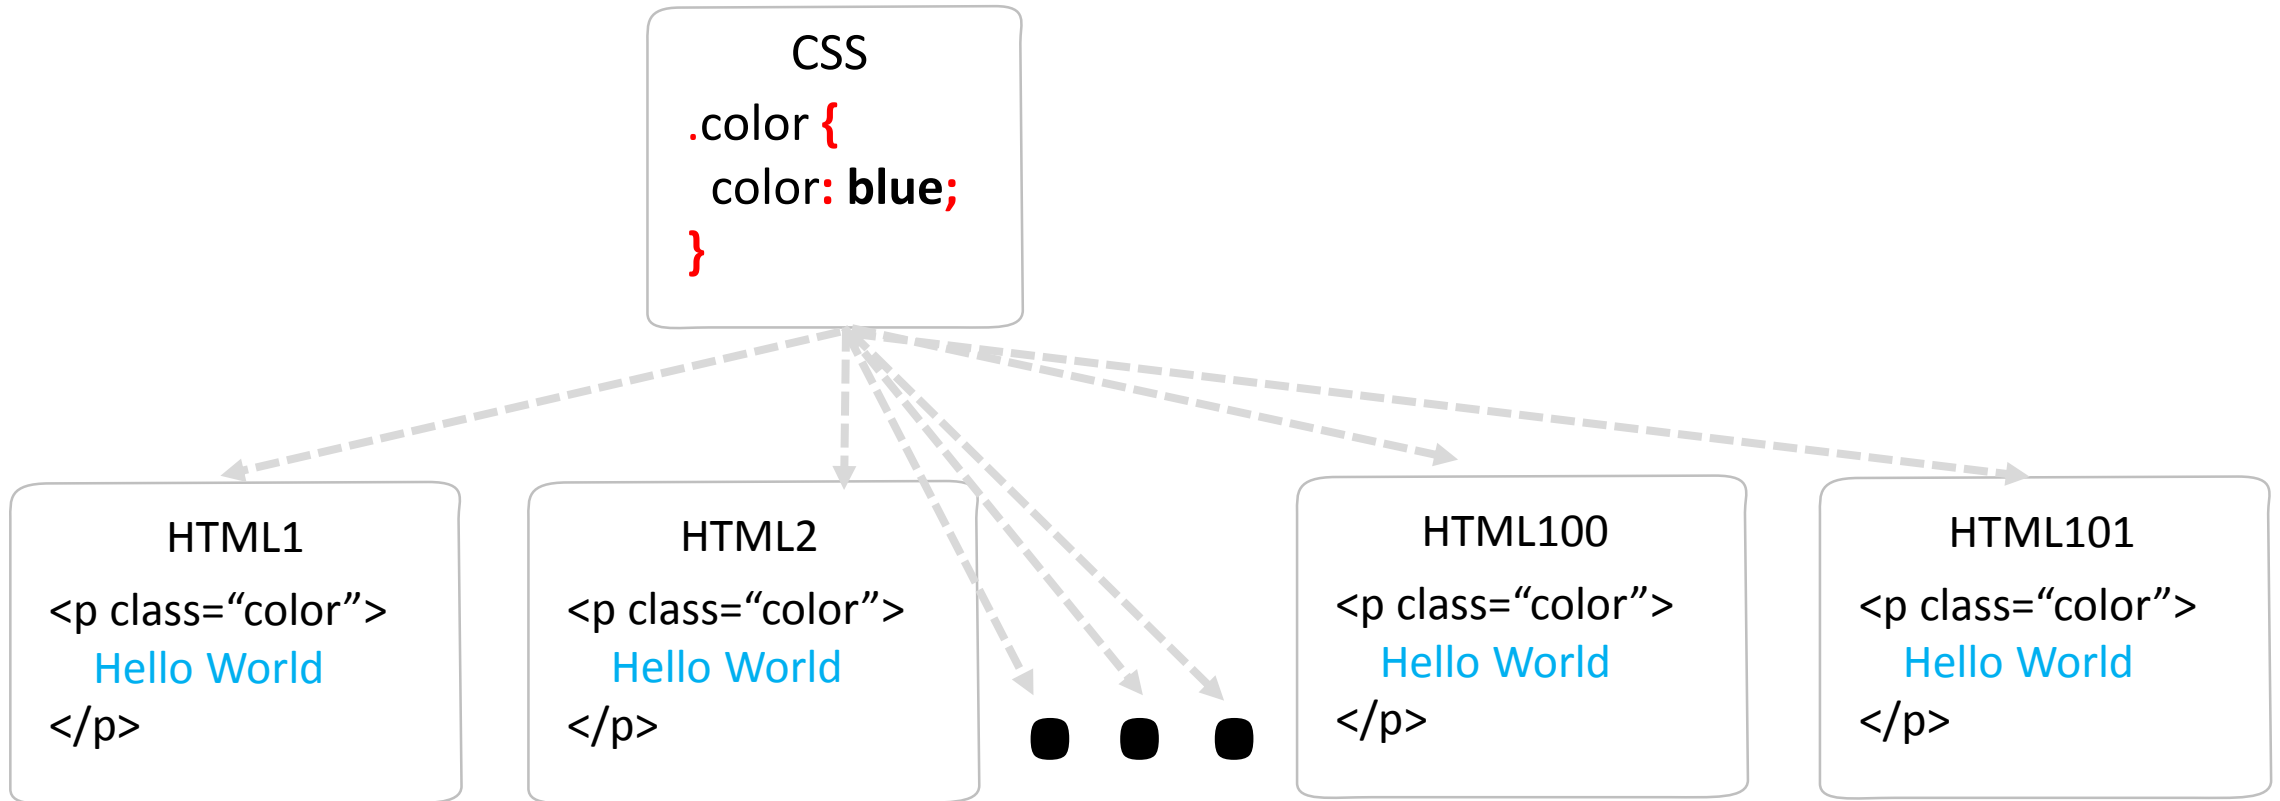 CSS
.color {
color: blue;
}
HTML1
<p class=“color”>
Hello World
</p>
HTML2
<p class=“color”>
Hello World
</p>
HTML100
<p class=“color”>
Hello World
</p>
HTML101
<p class=“color”>
Hello World
</p>